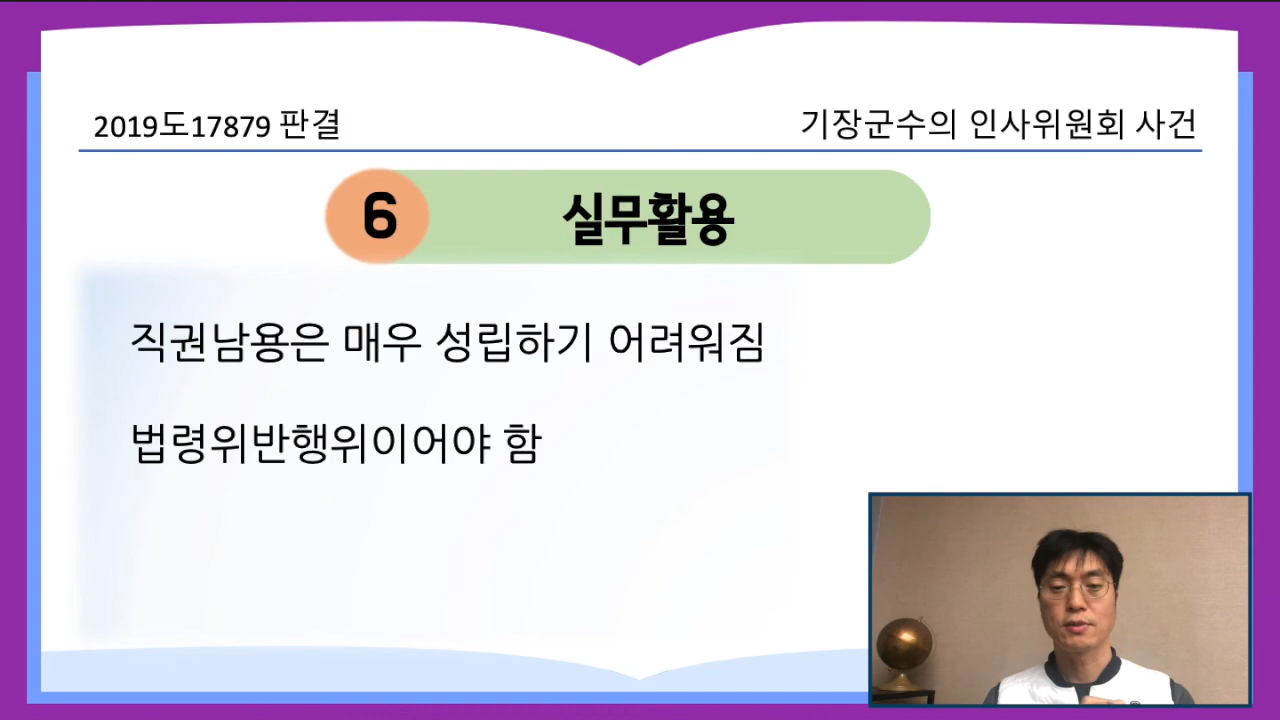 2019도17879 판결
기장군수의 인사위원회 사건
6
실무활용
직권남용은 매우 성립하기 어려워짐
법령위반행위이어야 함